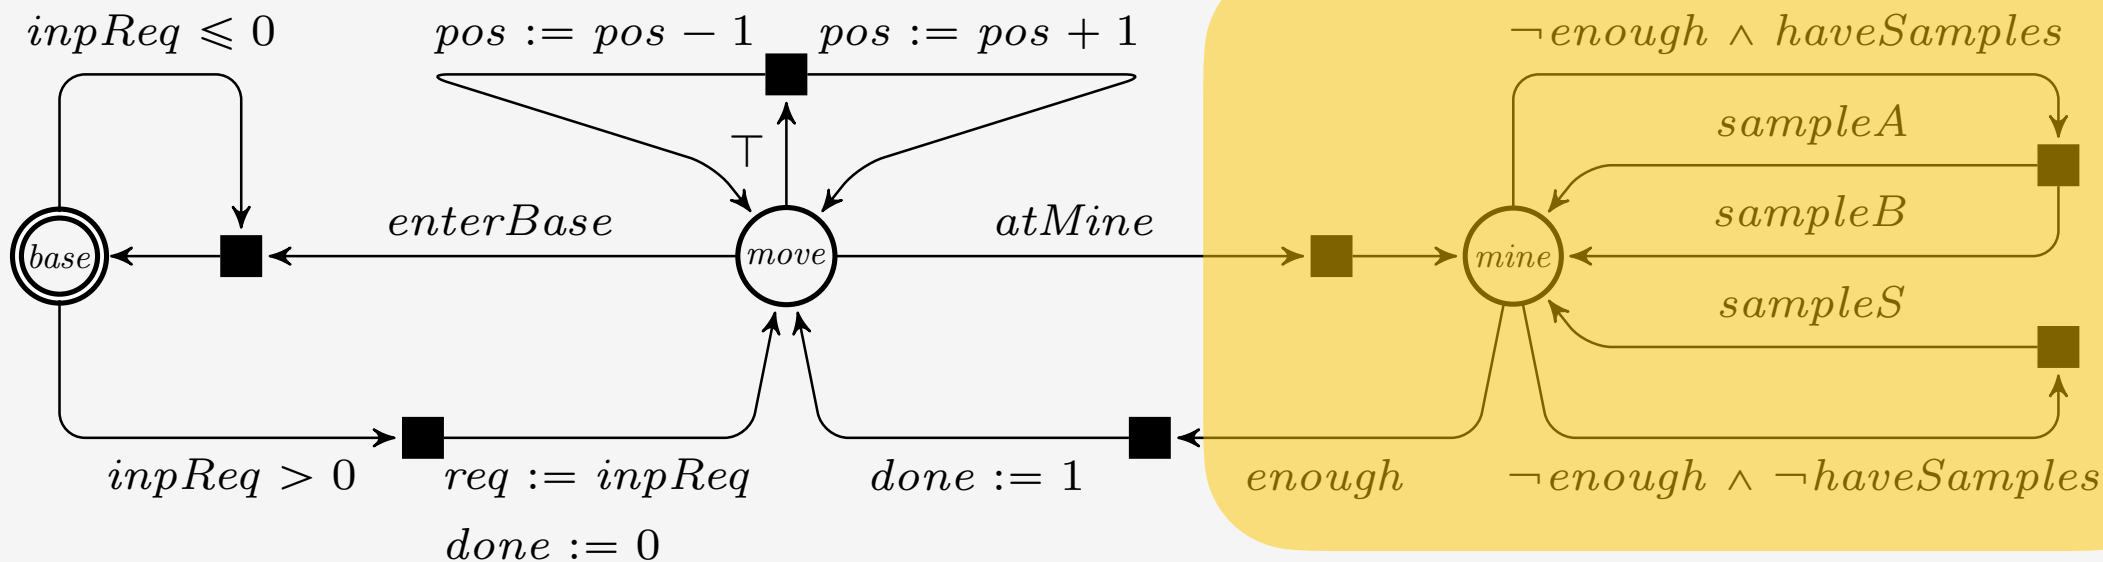 inpReq ⩽ 0
pos := pos − 1
pos := pos + 1
¬enough ∧ haveSamples
sampleA
⊤
enterBase
atMine
sampleB
base
move
mine
sampleS
inpReq > 0
req := inpReq
done := 1
enough
¬enough ∧ ¬haveSamples
done := 0